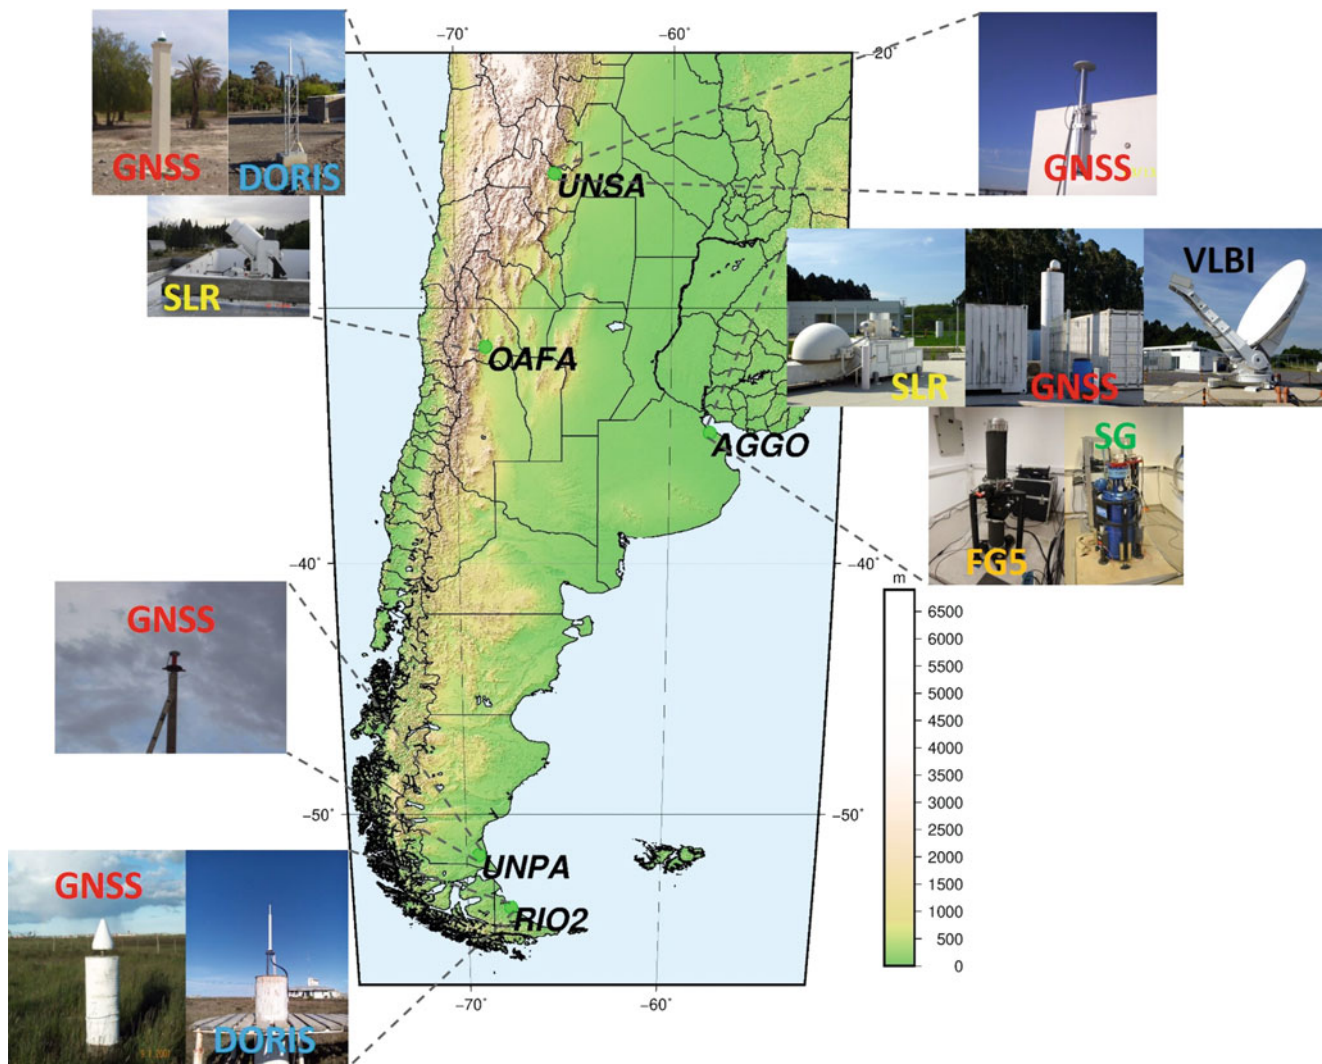 −70° −60°
−20°
GNSS DORIS
GNSS
UNSA
SLR
VLBI
OAFA
SLR GNSS
AGGO
SG
FG5
−40° −40°
m
6500
6000
5500
5000
4500
4000
3500
3000
2500
2000
1500
1000
500
0
GNSS
−50° −50°
UNPA
GNSS
RIO2
DORIS
−70° −60°